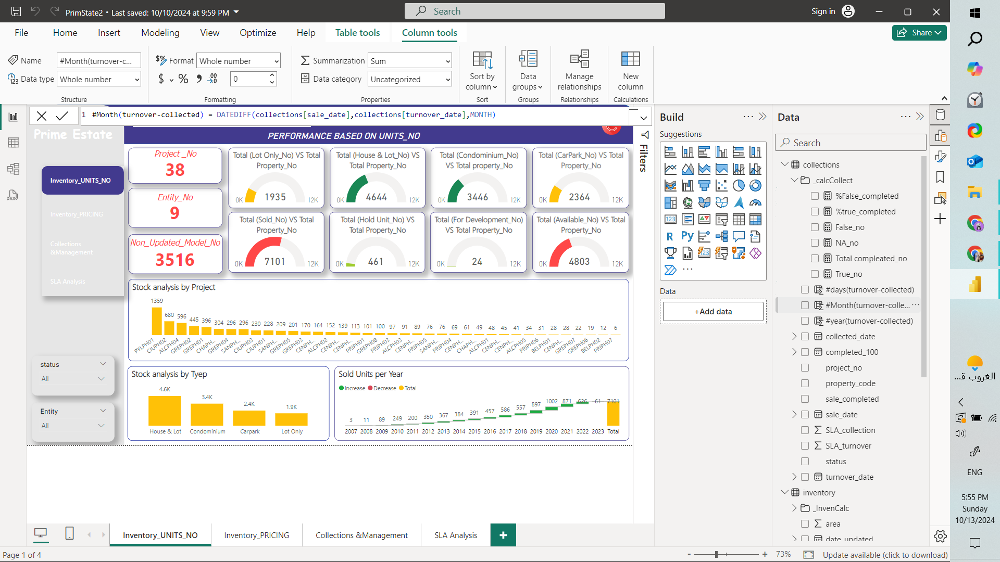 PrimState2 • Last saved: 10/10/2024 at 9:59 PM
Search
Sign in
File Home Insert Modeling View Optimize Help Table tools Column tools
Share
Name #Month(turnover-c...
Data type Whole number
Structure
Format Whole number
$ % 0
Formatting
Summarization Sum
Data category Uncategorized
Properties
Sort by column
Sort
Data groups
Groups
Manage relationships
Relationships
New column
Calculations
1 #Month(turnover-collected) = DATEDIFF(collections[sale_date],collections[turnover_date],MONTH)
Prime Estate
PERFORMANCE BASED ON UNITS_NO
Inventory_UNITS_NO
Inventory_PRICING
Collections
&Management
SLA Analysis
status
All
Entity
All
Project _No
38
Entity_No
9
Non_Updated_Model_No
3516
Total (Lot Only_No) VS Total
Property_No
0K 1935 12K
Total (House & Lot_No) VS
Total Property_No
0K 4644 12K
Total (Condominium_No)
VS Total property_No
0K 3446 12K
Total (CarPark_No) VS Total
Property_No
0K 2364 12K
Total (Sold_No) VS Total
Property_No
0K 7101 12K
Total (Hold Unit_No) VS
Total Property_No
0K 461 12K
Total (For Development_No)
VS Total Property_No
0K 24 12K
Total (Available_No) VS Total
Property_No
0K 4803 12K
Stock analysis by Project
1359 680 596 445 396 304 296 296 230 228 209 201 170 164 152 139 113 101 100 97 91 89 76 76 69 61 49 48 45 41 34 31 28 28 22 19 12 6
PYLPH01 CIUPH02 ALCPH04 GREPH02 GREPH01 CHAPH... GREPH04 SANPH... CIUPH03 CIUPH01 SANPH... GREPH05 GREPH03 CENPH... ALCPH02 CENPH... CENPH... PRIPH01 GREPH08 PRIPH03 ALCPH03 CENPH... PRIPH05 SANPH... PRIPH04 CENPH... CHAPH... ALCPH01 CENPH... CENPH... ALCPH05 PRIPH06 BELPH01 CENPH... GREPH07 GREPH06 BELPH02 PRIPH07
Stock analysis by Tyep
4.6K 3.4K 2.4K 1.9K
House & Lot Condominium Carpark Lot Only
Sold Units per Year
Increase Decrease Total
3 11 89 249 200 350 367 384 391 457 586 557 897 1002 871 626 61 7101
2007 2008 2009 2010 2011 2012 2013 2014 2015 2016 2017 2018 2019 2020 2021 2022 2023 Total
Filters
Build
Suggestions
R Py
Data
+Add data
Data
Search
collections
_calcCollect
%False_completed
%true_completed
False_no
NA_no
Total compleated_no
True_no
#days(turnover-collected)
#Month(turnover-colle...
#year(turnover-collected)
collected_date
completed_100
project_no
property_code
sale_completed
sale_date
SLA_collection
SLA_turnover
status
turnover_date
inventory
_InvenCalc
area
date_updated
Inventory_UNITS_NO Inventory_PRICING Collections &Management SLA Analysis +
Page 1 of 4
- + 73%
Update available (click to download)
الغروب ق...
ENG
5:55 PM
Sunday
10/13/2024